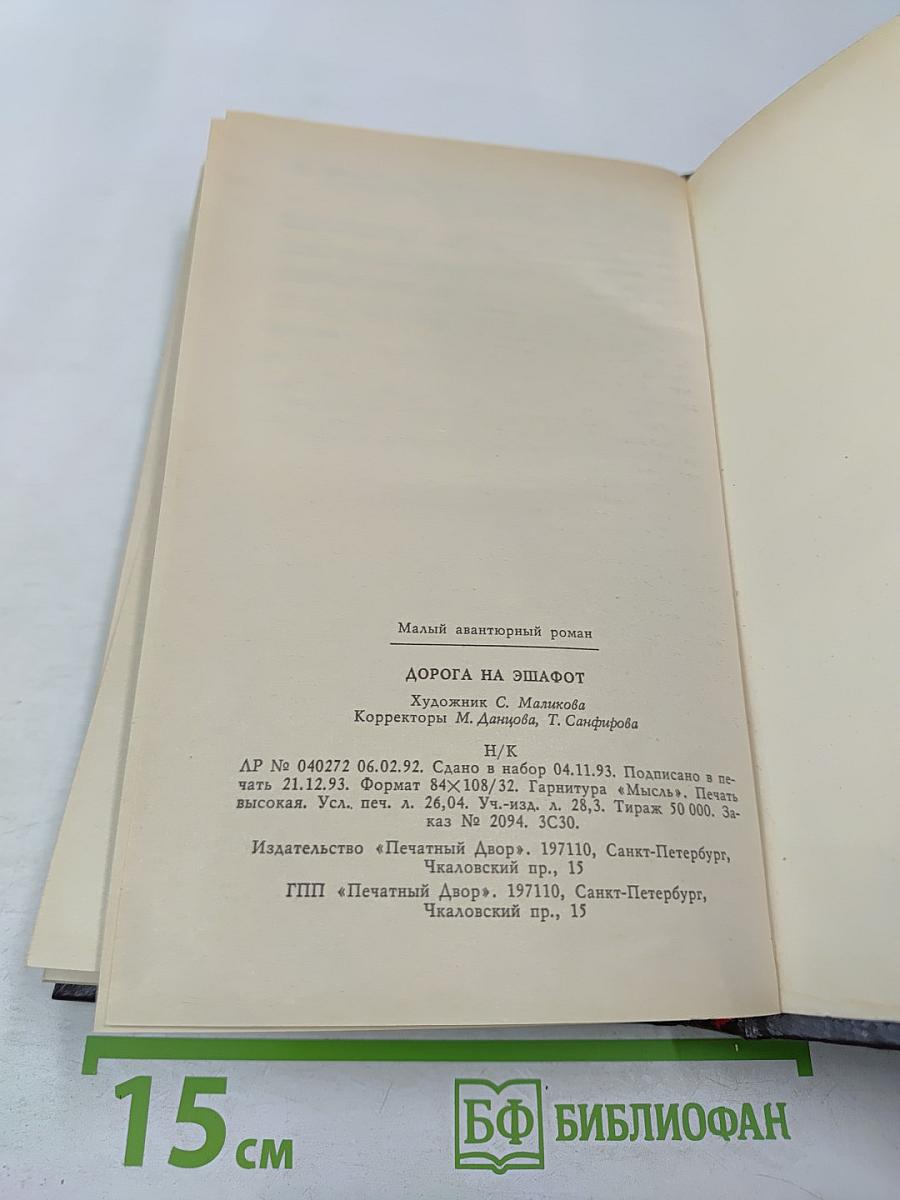 Малый авантюрный роман
ДОРОГА НА ЭШАФОТ
Художник С. Маликова
Корректоры М. Данцова, Т. Санфирова
Н/К
ЛР № 040272 06.02.92. Сдано в набор 04.11.93. Подписано в пе-
чать 21.12.93. Формат 84×108/32. Гарнитура «Мысль». Печать
высокая. Усл. печ. л. 26,04. Уч.-изд. л. 28,3. Тираж 50 000. За-
каз № 2094. 3С30.
Издательство «Печатный Двор». 197110, Санкт-Петербург,
Чкаловский пр., 15
ГПП «Печатный Двор». 197110, Санкт-Петербург,
Чкаловский пр., 15
15 см
БФ БИБЛИОФАН